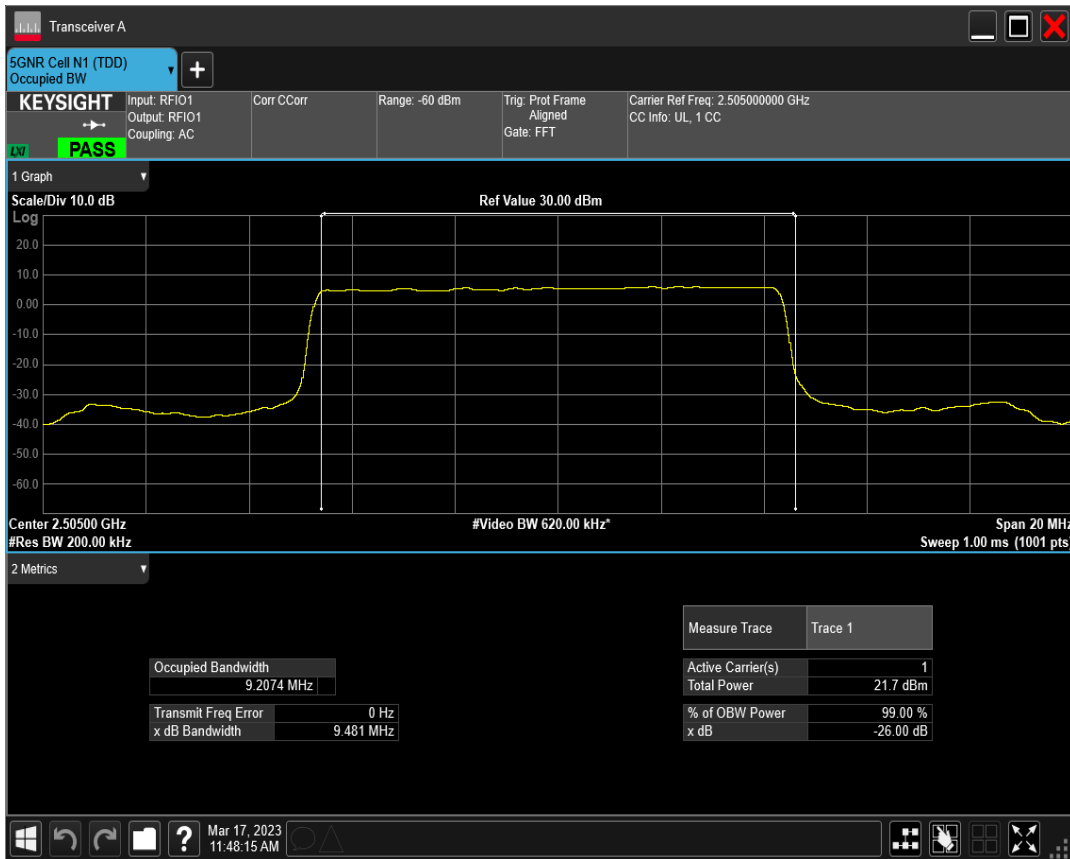 Transceiver A
5GNR Cell N1 (TDD)
Occupied BW
KEYSIGHT
LXI
PASS
Input: RFIO1
Output: RFIO1
Coupling: AC
Corr CCorr
Range: -60 dBm
Trig: Prot Frame
Aligned
Gate: FFT
Carrier Ref Freq: 2.505000000 GHz
CC Info: UL, 1 CC
1 Graph
Scale/Div 10.0 dB
Ref Value 30.00 dBm
Log
20.0
10.0
0.00
-10.0
-20.0
-30.0
-40.0
-50.0
-60.0
Center 2.50500 GHz
#Video BW 620.00 kHz*
Span 20 MHz
#Res BW 200.00 kHz
Sweep 1.00 ms (1001 pts)
2 Metrics
Measure Trace Trace 1
Occupied Bandwidth
9.2074 MHz
Active Carrier(s) 1
Total Power 21.7 dBm
Transmit Freq Error 0 Hz
x dB Bandwidth 9.481 MHz
% of OBW Power 99.00 %
x dB -26.00 dB
?
Mar 17, 2023
11:48:15 AM